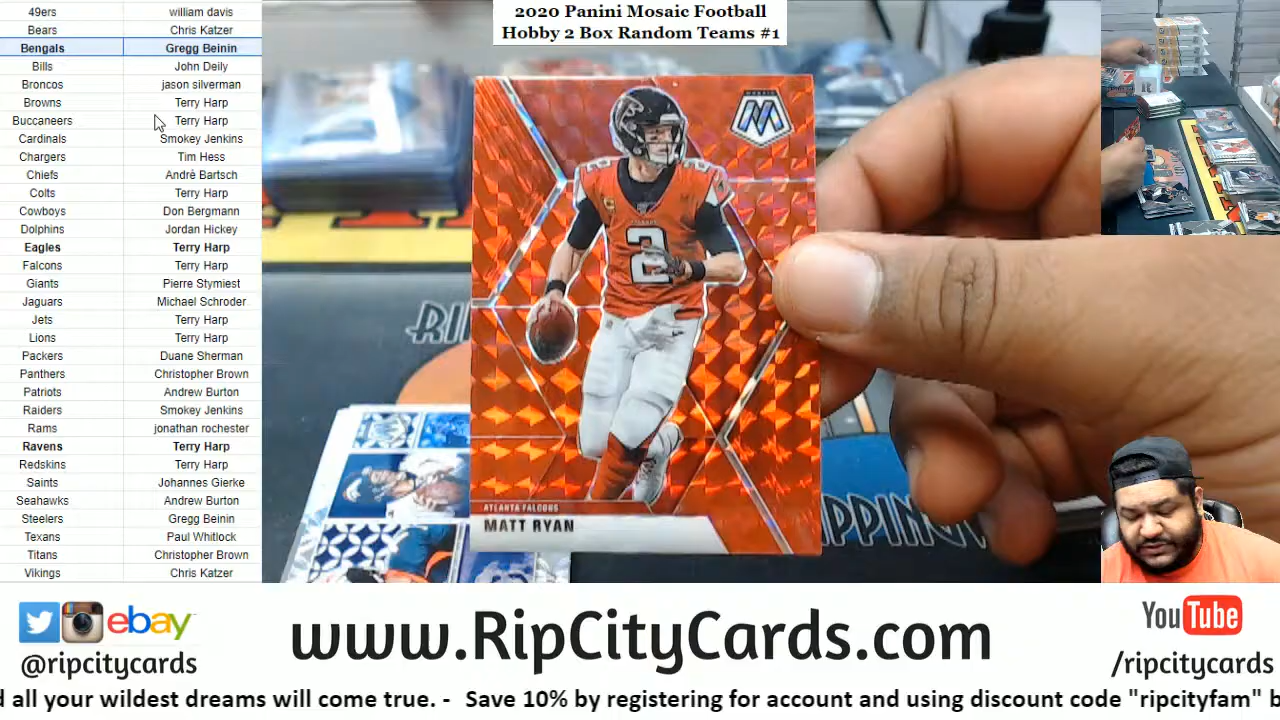 49ers william davis
Bears Chris Katzer
Bengals Gregg Beinin
Bills John Deily
Broncos jason silverman
Browns Terry Harp
Buccaneers Terry Harp
Cardinals Smokey Jenkins
Chargers Tim Hess
Chiefs Andrè Bartsch
Colts Terry Harp
Cowboys Don Bergmann
Dolphins Jordan Hickey
Eagles Terry Harp
Falcons Terry Harp
Giants Pierre Stymiest
Jaguars Michael Schroder
Jets Terry Harp
Lions Terry Harp
Packers Duane Sherman
Panthers Christopher Brown
Patriots Andrew Burton
Raiders Smokey Jenkins
Rams jonathan rochester
Ravens Terry Harp
Redskins Terry Harp
Saints Johannes Gierke
Seahawks Andrew Burton
Steelers Gregg Beinin
Texans Paul Whitlock
Titans Christopher Brown
Vikings Chris Katzer
2020 Panini Mosaic Football
Hobby 2 Box Random Teams #1
MOSAIC
M
2
ATLANTA FALCONS
MATT RYAN
RI
PPING
ebay
@ripcitycards
www.RipCityCards.com
YouTube
/ripcitycards
d all your wildest dreams will come true. - Save 10% by registering for account and using discount code "ripcityfam" b